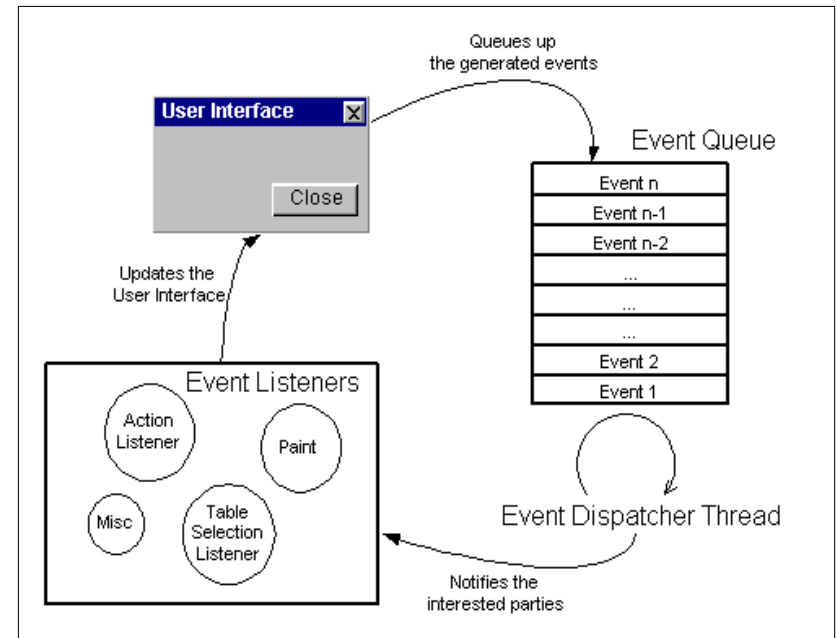 Queues up
the generated events
User Interface
Close
Event Queue
Event n
Event n-1
Event n-2
...
...
...
Event 2
Event 1
Updates the
User Interface
Event Listeners
Action
Listener
Paint
Misc
Table
Selection
Listener
Event Dispatcher Thread
Notifies the
interested parties